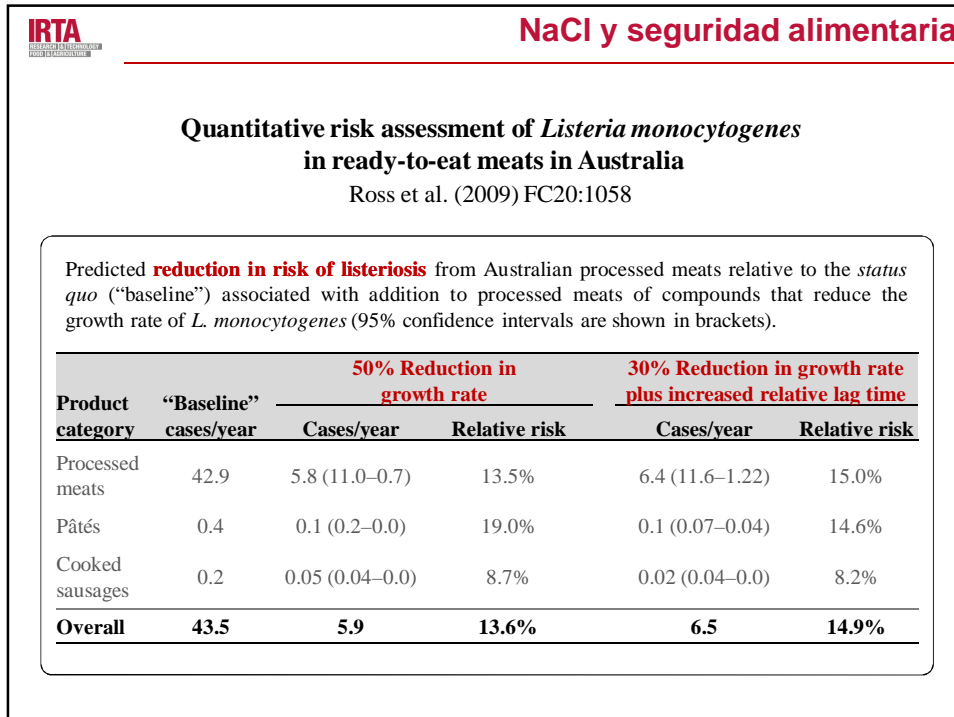 IRTA
RESEARCH & TECHNOLOGY
FOOD & AGRICULTURE
NaCl y seguridad alimentaria
Quantitative risk assessment of Listeria monocytogenes
in ready-to-eat meats in Australia
Ross et al. (2009) FC20:1058
Predicted reduction in risk of listeriosis from Australian processed meats relative to the status
quo (“baseline”) associated with addition to processed meats of compounds that reduce the
growth rate of L. monocytogenes (95% confidence intervals are shown in brackets).
Product category “Baseline” cases/year 50% Reduction in growth rate 30% Reduction in growth rate plus increased relative lag time
Cases/year Relative risk Cases/year Relative risk
Processed meats 42.9 5.8 (11.0–0.7) 13.5% 6.4 (11.6–1.22) 15.0%
Pâtés 0.4 0.1 (0.2–0.0) 19.0% 0.1 (0.07–0.04) 14.6%
Cooked sausages 0.2 0.05 (0.04–0.0) 8.7% 0.02 (0.04–0.0) 8.2%
Overall 43.5 5.9 13.6% 6.5 14.9%